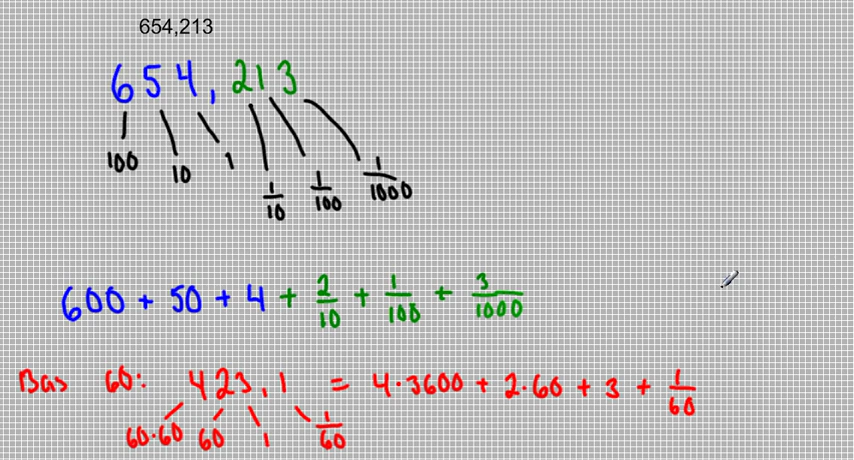 654,213
654,213
100 10 1 1/10 1/100 1/1000
600 + 50 + 4 + 2/10 + 1/100 + 3/1000
Bas 60: 423,1 = 4·3600 + 2·60 + 3 + 1/60
60·60 60 1 1/60